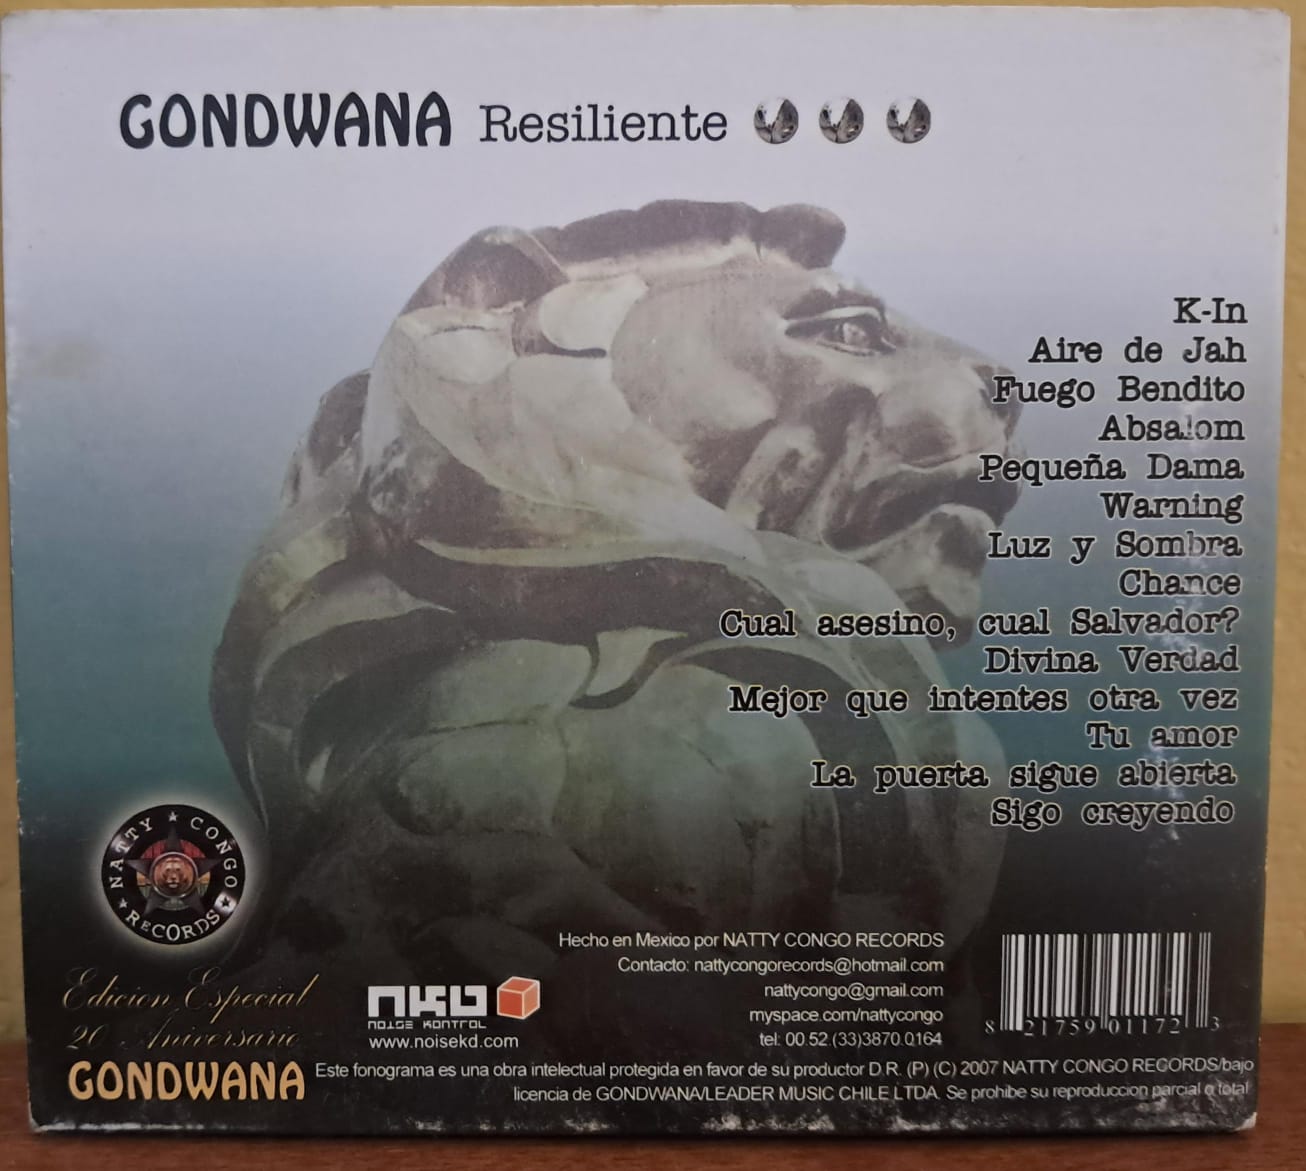 GONDWANA Resiliente
K-In
Aire de Jah
Fuego Bendito
Absalom
Pequeña Dama
Warning
Luz y Sombra
Chance
Cual asesino, cual Salvador?
Divina Verdad
Mejor que intentes otra vez
Tu amor
La puerta sigue abierta
Sigo creyendo
NATTY ★ CONGO ★ RECORDS ★
Edicion Especial
20 Aniversario
GONDWANA
NKD
NOISE KONTROL
www.noisekd.com
Hecho en Mexico por NATTY CONGO RECORDS
Contacto: nattycongorecords@hotmail.com
nattycongo@gmail.com
myspace.com/nattycongo
tel: 00.52.(33)3870.0164
8 21759 01172 3
Este fonograma es una obra intelectual protegida en favor de su productor D.R. (P) (C) 2007 NATTY CONGO RECORDS/bajo
licencia de GONDWANA/LEADER MUSIC CHILE LTDA. Se prohibe su reproduccion parcial o total